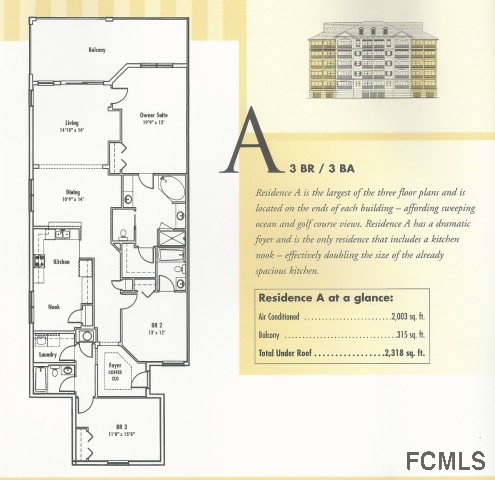 Balcony
Living
14'10" x 14'
Owner Suite
19'9" x 13'
Dining
10'9" x 14'
Kitchen
Nook
BR 2
13' x 12'
Laundry
Foyer
COFFER
CLG
BR 3
11'8" x 15'8"
A 3 BR / 3 BA
Residence A is the largest of the three floor plans and is
located on the ends of each building – affording sweeping
ocean and golf course views. Residence A has a dramatic
foyer and is the only residence that includes a kitchen
nook – effectively doubling the size of the already
spacious kitchen.
Residence A at a glance:
Air Conditioned ..............................2,003 sq. ft.
Balcony ........................................315 sq. ft.
Total Under Roof .................2,318 sq. ft.
FCMLS